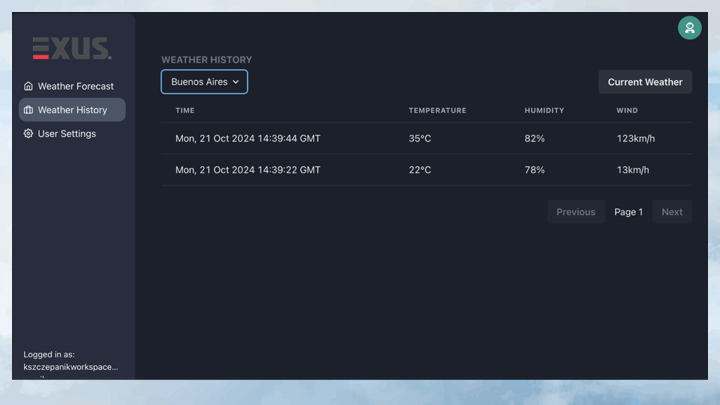 EXUS.
Weather Forecast
Weather History
User Settings
Logged in as:
kszczepanikworkspace...
WEATHER HISTORY
Buenos Aires
Current Weather
TIME TEMPERATURE HUMIDITY WIND
Mon, 21 Oct 2024 14:39:44 GMT 35°C 82% 123km/h
Mon, 21 Oct 2024 14:39:22 GMT 22°C 78% 13km/h
Previous Page 1 Next